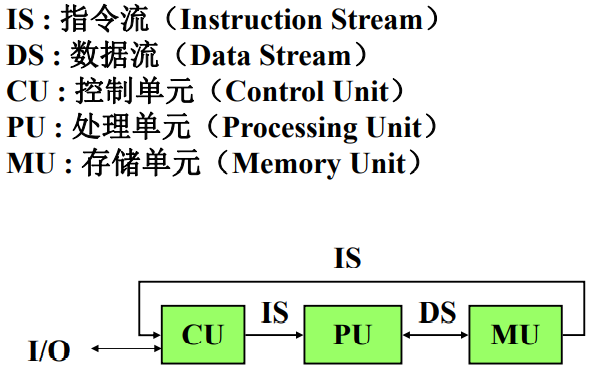 IS : 指令流（Instruction Stream）
DS : 数据流（Data Stream）
CU : 控制单元（Control Unit）
PU : 处理单元（Processing Unit）
MU : 存储单元（Memory Unit）
IS
CU IS PU DS MU
I/O